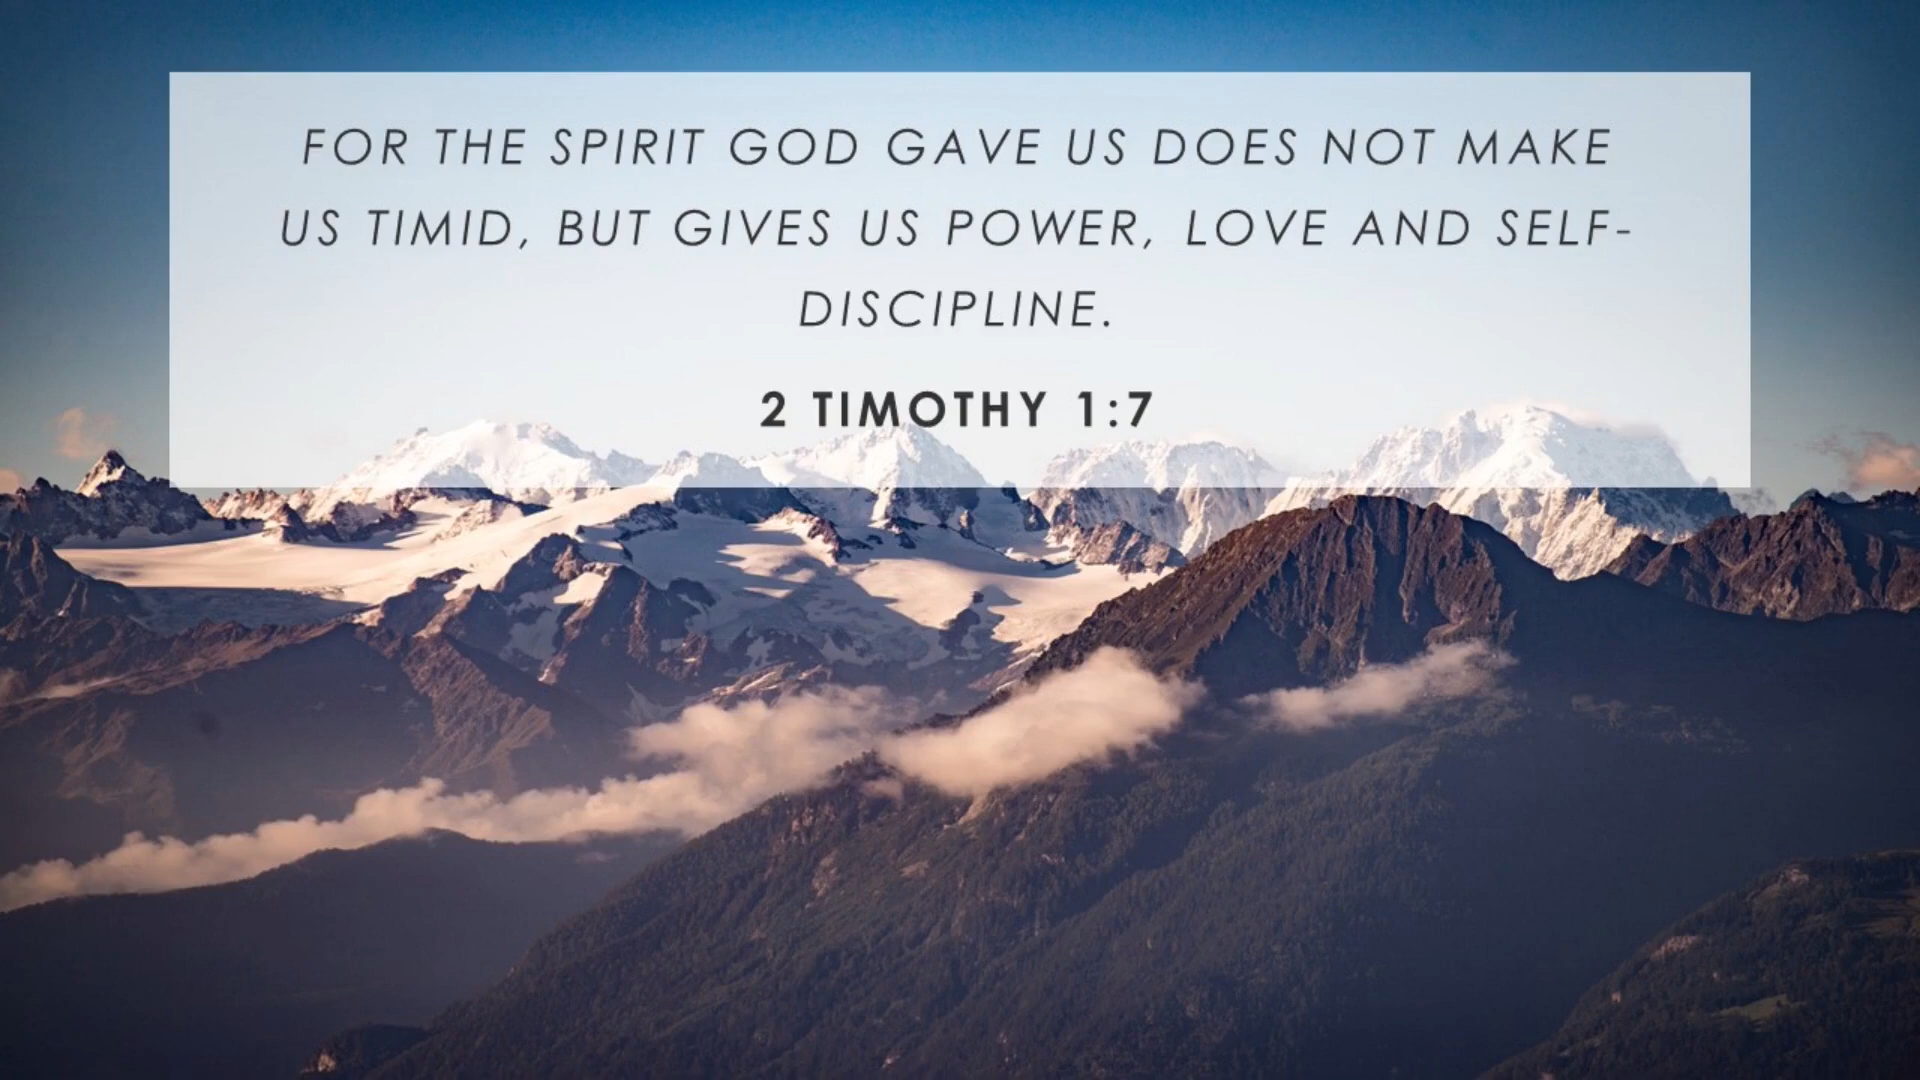 FOR THE SPIRIT GOD GAVE US DOES NOT MAKE
US TIMID, BUT GIVES US POWER, LOVE AND SELF-
DISCIPLINE.
2 TIMOTHY 1:7